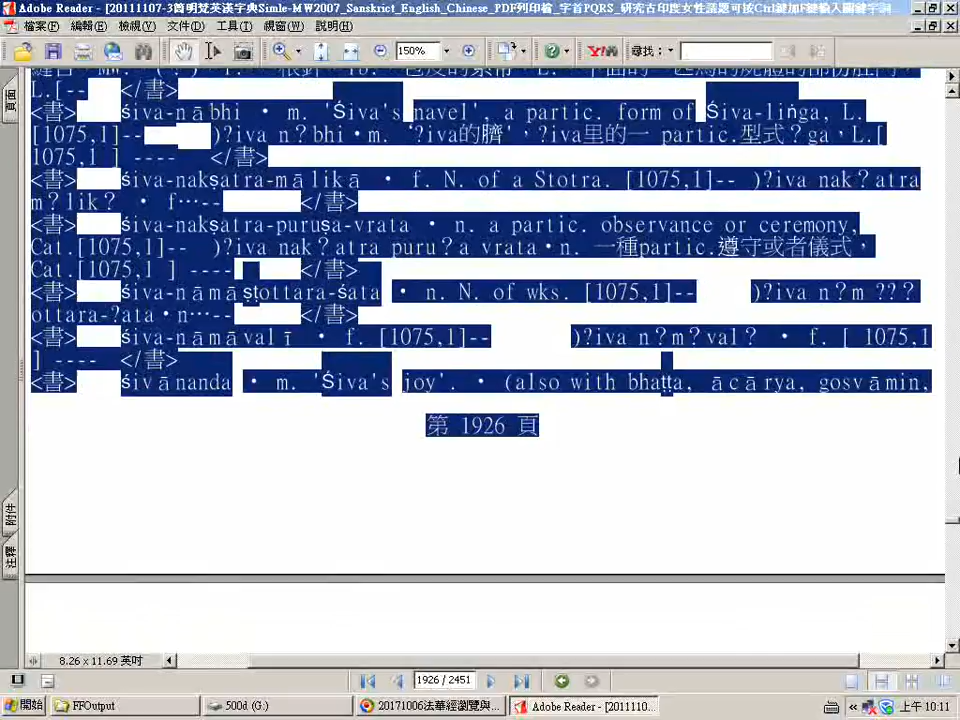 Adobe Reader - [20111107-3簡明梵英漢字典Simle-MW2007_Sanskrict_English_Chinese_PDF列印檔_字首PQRS_研究古印度女性議題可按Ctrl鍵加F鍵輸入關鍵字詞
檔案(F) 編輯(E) 檢視(V) 文件(D) 工具(T) 視窗(W) 說明(H)
150% 尋找：
頁面
L.[-- </書>
<書> śiva-nābhi • m. 'Śiva's navel', a partic. form of Śiva-liṅga, L.
[1075,1]-- )?iva n?bhi•m. '?iva的臍'，?iva里的一 partic.型式？ga，L.[
1075,1 ] ---- </書>
<書> śiva-nakṣatra-mālikā • f. N. of a Stotra. [1075,1]-- )?iva nak？atra
m？lik？ • f…-- </書>
<書> śiva-nakṣatra-puruṣa-vrata • n. a partic. observance or ceremony,
Cat.[1075,1]-- )?iva nak？atra puru？a vrata•n. 一種partic.遵守或者儀式，
Cat.[1075,1 ] ---- </書>
<書> śiva-nāmāṣṭottara-śata • n. N. of wks. [1075,1]-- )?iva n？m ???
ottara-?ata•n…-- </書>
<書> śiva-nāmāvalī • f. [1075,1]-- )?iva n？m？val？ • f. [ 1075,1
] ---- </書>
<書> śivānanda • m. 'Śiva's joy'. • (also with bhaṭṭa, ācārya, gosvāmin,
第 1926 頁
附件
注釋
8.26 x 11.69 英吋
1926 / 2451
開始 FFOutput 500d (G:) 20171006法華經瀏覽與... Adobe Reader - [2011110... « 上午 10:11